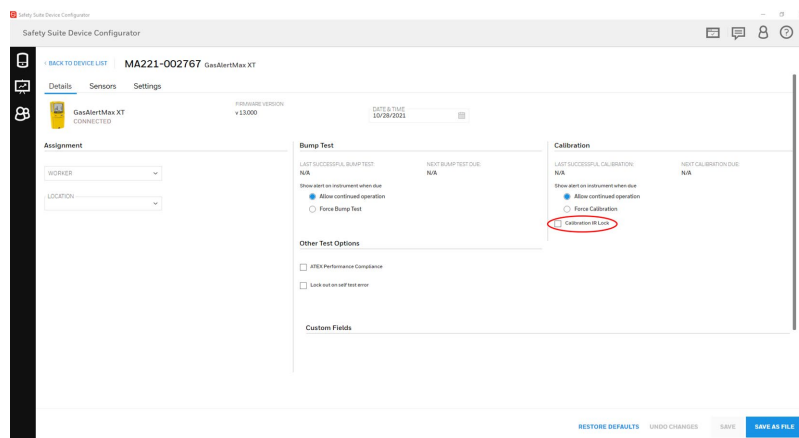 Safety Suite Device Configurator
Safety Suite Device Configurator
< BACK TO DEVICE LIST
MA221-002767 GasAlertMax XT
Details Sensors Settings
GasAlertMax XT
CONNECTED
FIRMWARE VERSION
v 13.000
DATE & TIME
10/28/2021
Assignment
WORKER
LOCATION
Bump Test
LAST SUCCESSFUL BUMP TEST: NEXT BUMP TEST DUE:
N/A N/A
Show alert on instrument when due
Allow continued operation
Force Bump Test
Other Test Options
ATEX Performance Compliance
Lock out on self test error
Custom Fields
Calibration
LAST SUCCESSFUL CALIBRATION: NEXT CALIBRATION DUE:
N/A N/A
Show alert on instrument when due
Allow continued operation
Force Calibration
Calibration IR Lock
RESTORE DEFAULTS UNDO CHANGES SAVE SAVE AS FILE